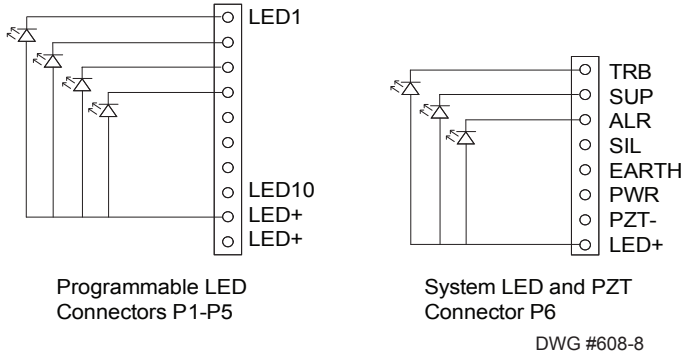 LED1
LED10
LED+
LED+
Programmable LED
Connectors P1-P5
TRB
SUP
ALR
SIL
EARTH
PWR
PZT-
LED+
System LED and PZT
Connector P6
DWG #608-8